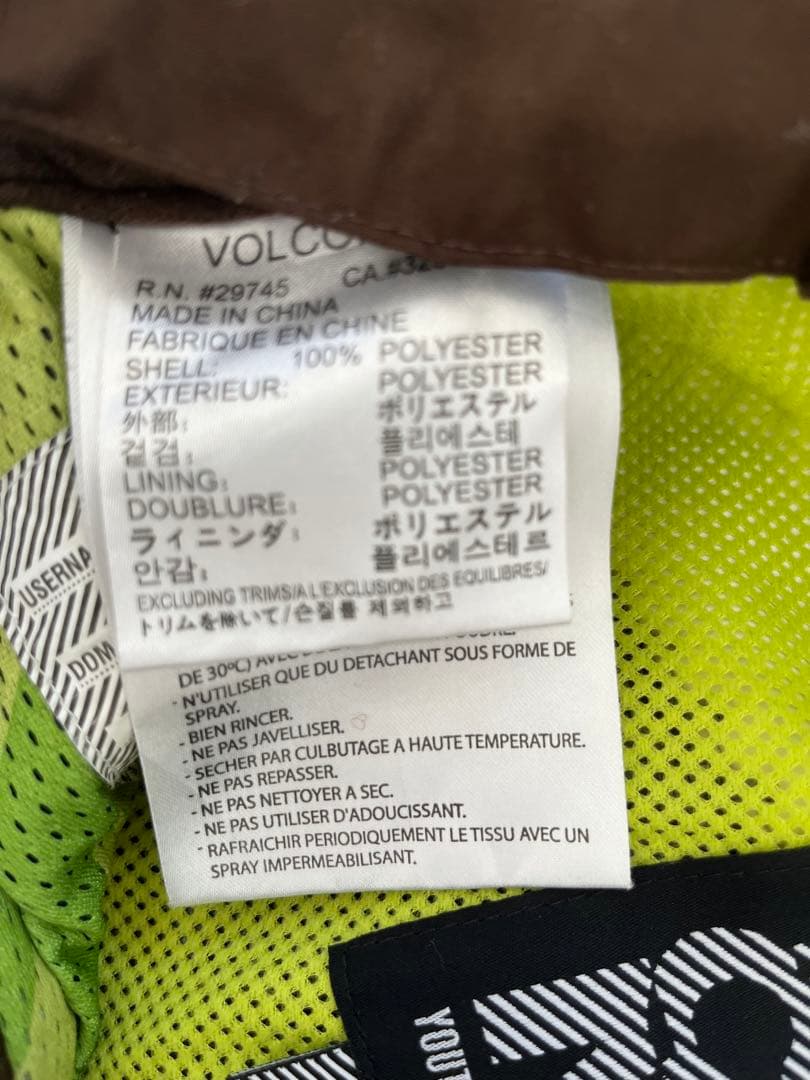 VOLCO
R.N. #29745 CA.#32
MADE IN CHINA
FABRIQUE EN CHINE
SHELL: 100% POLYESTER
EXTERIEUR: POLYESTER
外部: ポリエステル
겉검: 플리에스테
LINING: POLYESTER
DOUBLURE: POLYESTER
ライニンダ: ポリエステル
안감: 플리에스테르
EXCLUDING TRIMS/A L'EXCLUSION DES EQUILIBRES/
トリムを除いて/손질를 제외하고
DE 30ºC) AVEC
- N'UTILISER QUE DU DETACHANT SOUS FORME DE
SPRAY.
- BIEN RINCER.
- NE PAS JAVELLISER.
- SECHER PAR CULBUTAGE A HAUTE TEMPERATURE.
- NE PAS REPASSER.
- NE PAS NETTOYER A SEC.
- NE PAS UTILISER D'ADOUCISSANT.
- RAFRAICHIR PERIODIQUEMENT LE TISSU AVEC UN
SPRAY IMPERMEABILISANT.
USERNA
DOM
YOUT